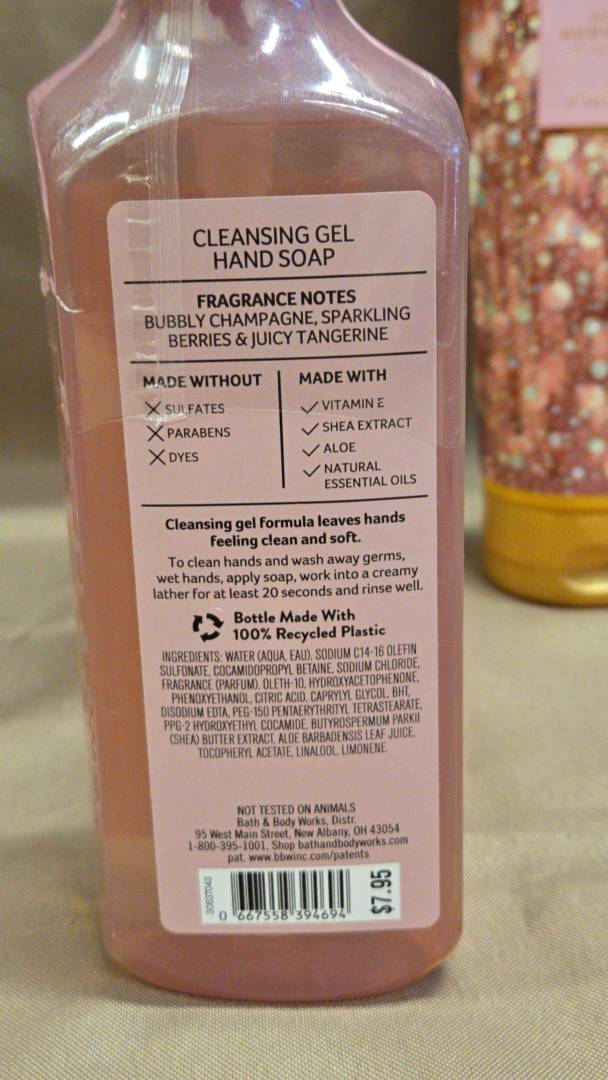 CLEANSING GEL
HAND SOAP
FRAGRANCE NOTES
BUBBLY CHAMPAGNE, SPARKLING
BERRIES & JUICY TANGERINE
MADE WITHOUT
SULFATES
PARABENS
DYES
MADE WITH
VITAMIN E
SHEA EXTRACT
ALOE
NATURAL
ESSENTIAL OILS
Cleansing gel formula leaves hands
feeling clean and soft.
To clean hands and wash away germs,
wet hands, apply soap, work into a creamy
lather for at least 20 seconds and rinse well.
Bottle Made With
100% Recycled Plastic
INGREDIENTS: WATER (AQUA, EAU), SODIUM C14-16 OLEFIN
SULFONATE, COCAMIDOPROPYL BETAINE, SODIUM CHLORIDE,
FRAGRANCE (PARFUM), OLETH-10, HYDROXYACETOPHENONE,
PHENOXYETHANOL, CITRIC ACID, CAPRYLYL GLYCOL, BHT,
DISODIUM EDTA, PEG-150 PENTAERYTHRITYL TETRASTEARATE,
PPG-2 HYDROXYETHYL COCAMIDE, BUTYROSPERMUM PARKII
(SHEA) BUTTER EXTRACT, ALOE BARBADENSIS LEAF JUICE,
TOCOPHERYL ACETATE, LINALOOL, LIMONENE.
NOT TESTED ON ANIMALS
Bath & Body Works, Distr.
95 West Main Street, New Albany, OH 43054
1-800-395-1001, Shop bathandbodyworks.com
pat. www.bbwinc.com/patents
0 667558 394694
$7.95